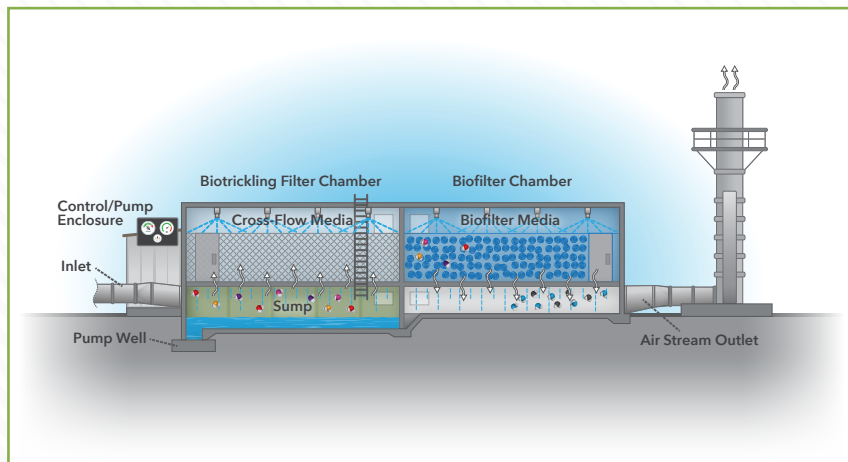 Biotrickling Filter Chamber
Biofilter Chamber
Control/Pump
Enclosure
Cross-Flow Media
Biofilter Media
Inlet
Sump
Pump Well
Air Stream Outlet